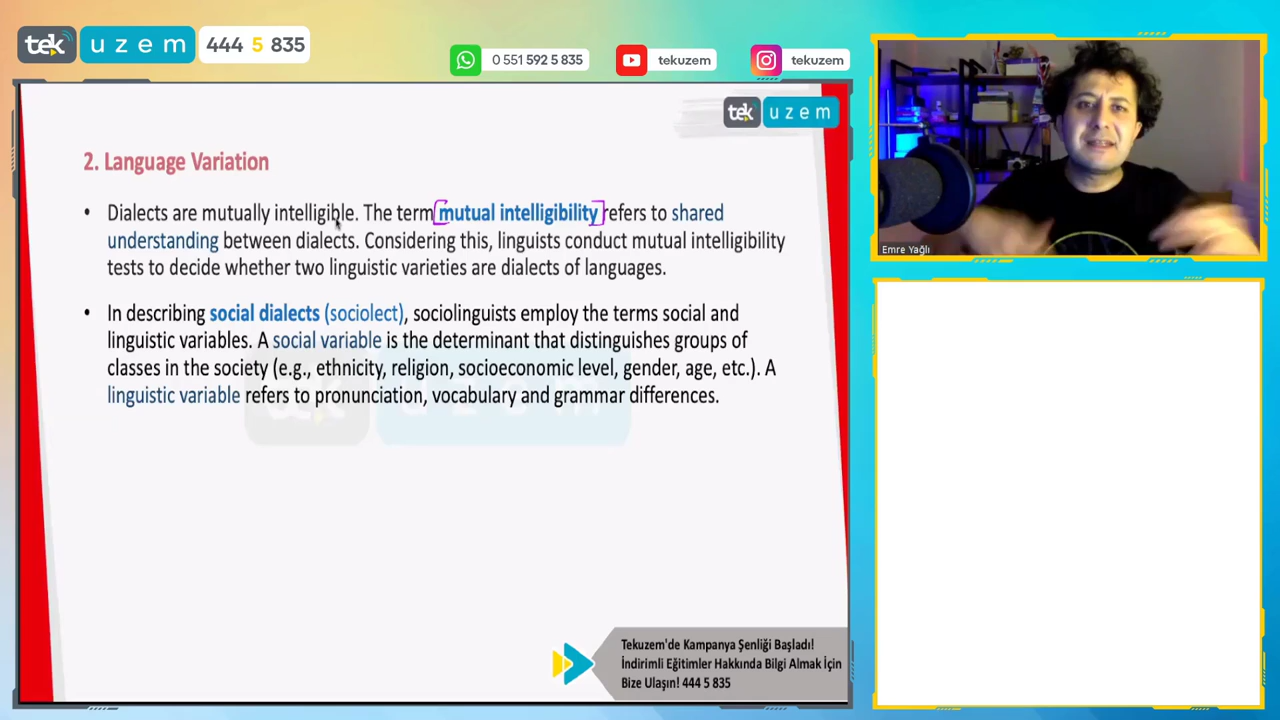 tek uzem 444 5 835
0 551 592 5 835
tekuzem
tekuzem
tek uzem
Emre Yağlı
2. Language Variation
• Dialects are mutually intelligible. The term mutual intelligibility refers to shared
understanding between dialects. Considering this, linguists conduct mutual intelligibility
tests to decide whether two linguistic varieties are dialects of languages.
• In describing social dialects (sociolect), sociolinguists employ the terms social and
linguistic variables. A social variable is the determinant that distinguishes groups of
classes in the society (e.g., ethnicity, religion, socioeconomic level, gender, age, etc.). A
linguistic variable refers to pronunciation, vocabulary and grammar differences.
tek uzem
Tekuzem'de Kampanya Şenliği Başladı!
İndirimli Eğitimler Hakkında Bilgi Almak İçin
Bize Ulaşın! 444 5 835